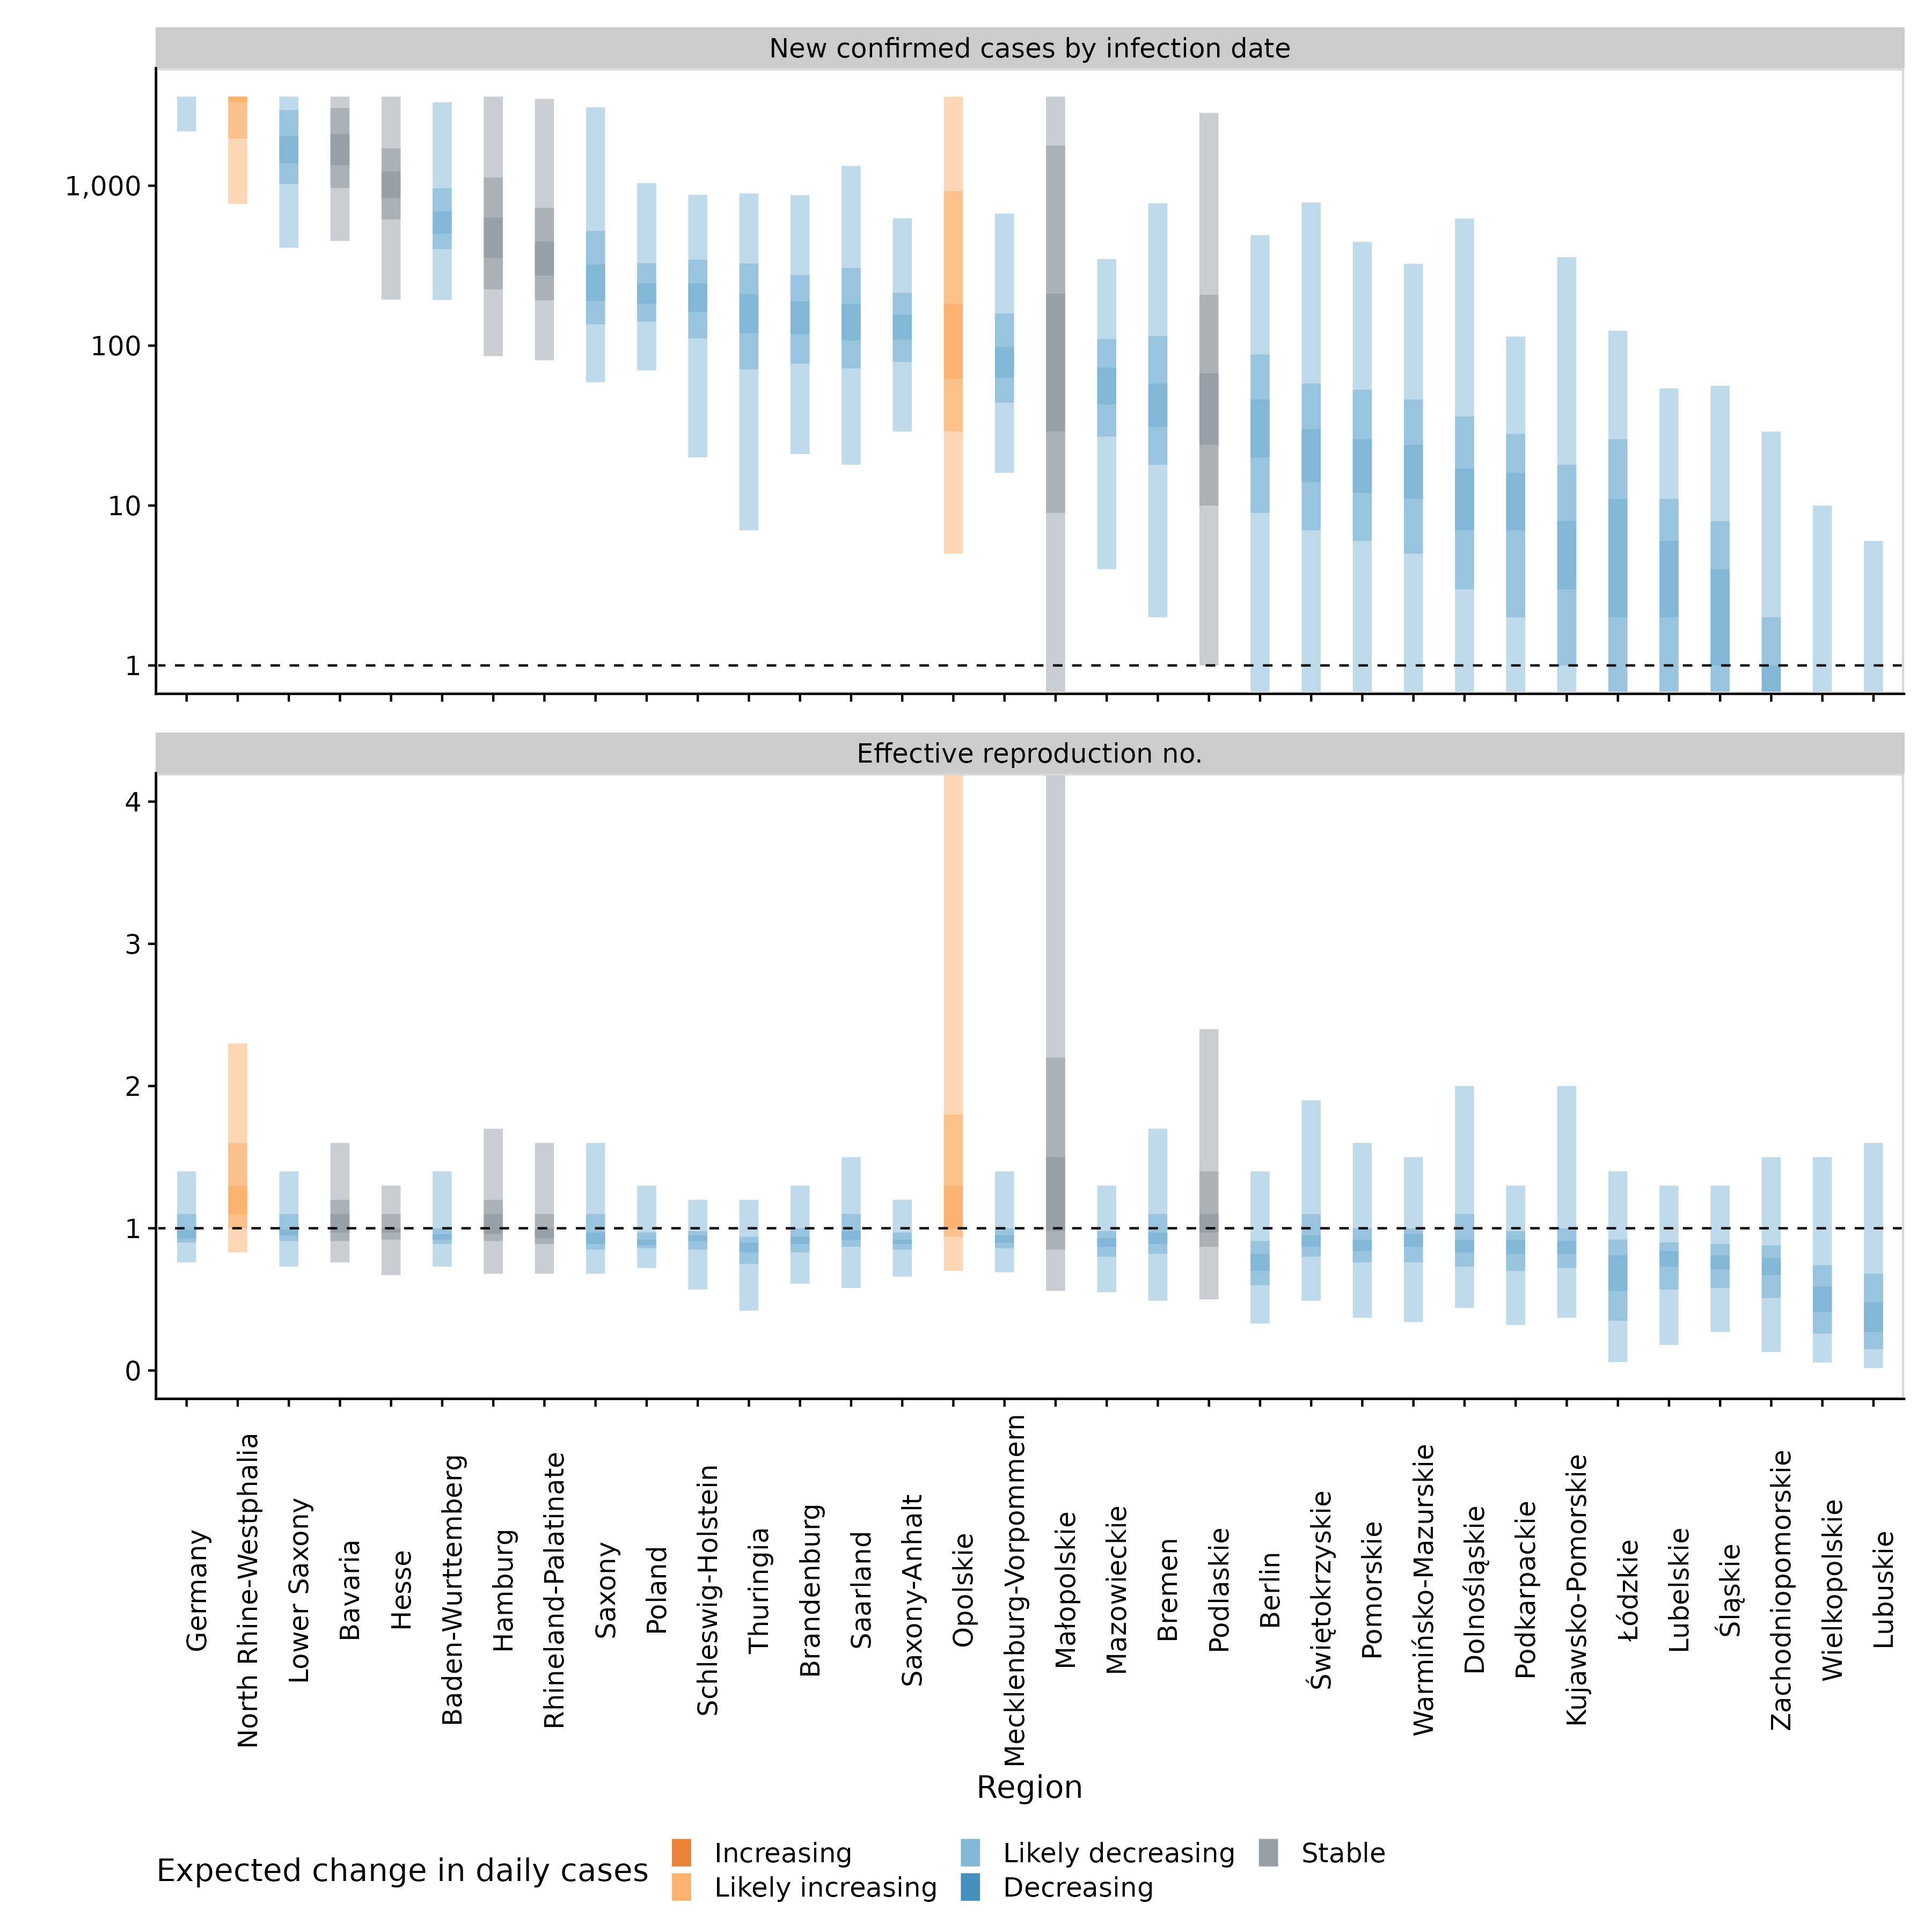 New confirmed cases by infection date
1,000
100
10
1
Effective reproduction no.
4
3
2
1
0
Germany
North Rhine-Westphalia
Lower Saxony
Bavaria
Hesse
Baden-Wurttemberg
Hamburg
Rhineland-Palatinate
Saxony
Poland
Schleswig-Holstein
Thuringia
Brandenburg
Saarland
Saxony-Anhalt
Opolskie
Mecklenburg-Vorpommern
Małopolskie
Mazowieckie
Bremen
Podlaskie
Berlin
Świętokrzyskie
Pomorskie
Warmińsko-Mazurskie
Dolnośląskie
Podkarpackie
Kujawsko-Pomorskie
Łódzkie
Lubelskie
Śląskie
Zachodniopomorskie
Wielkopolskie
Lubuskie
Region
Expected change in daily cases
Increasing
Likely increasing
Likely decreasing
Decreasing
Stable